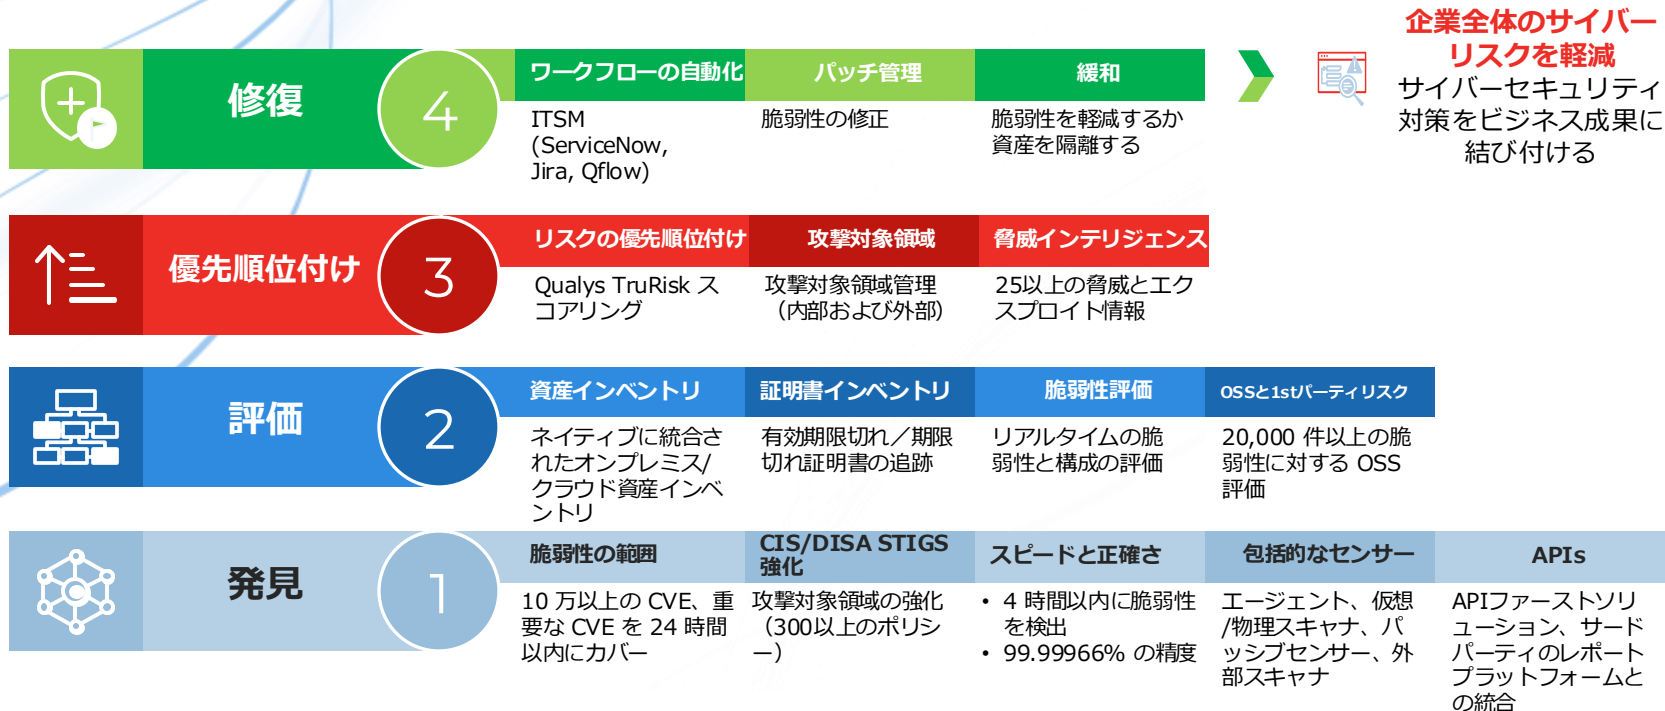 企業全体のサイバー
リスクを軽減
サイバーセキュリティ
対策をビジネス成果に
結び付ける
修復
4
ワークフローの自動化
ITSM
(ServiceNow,
Jira, Qflow)
パッチ管理
脆弱性の修正
緩和
脆弱性を軽減するか
資産を隔離する
優先順位付け
3
リスクの優先順位付け
Qualys TruRisk ス
コアリング
攻撃対象領域
攻撃対象領域管理
（内部および外部）
脅威インテリジェンス
25以上の脅威とエク
スプロイト情報
評価
2
資産インベントリ
ネイティブに統合さ
れたオンプレミス/
クラウド資産インベ
ントリ
証明書インベントリ
有効期限切れ／期限
切れ証明書の追跡
脆弱性評価
リアルタイムの脆
弱性と構成の評価
OSSと1stパーティリスク
20,000 件以上の脆
弱性に対する OSS
評価
発見
1
脆弱性の範囲
10 万以上の CVE、重
要な CVE を 24 時間
以内にカバー
CIS/DISA STIGS
強化
攻撃対象領域の強化
（300以上のポリシ
ー）
スピードと正確さ
• 4 時間以内に脆弱性
を検出
• 99.99966% の精度
包括的なセンサー
エージェント、仮想
/物理スキャナ、パ
ッシブセンサー、外
部スキャナ
APIs
APIファーストソリ
ューション、サード
パーティのレポート
プラットフォームと
の統合